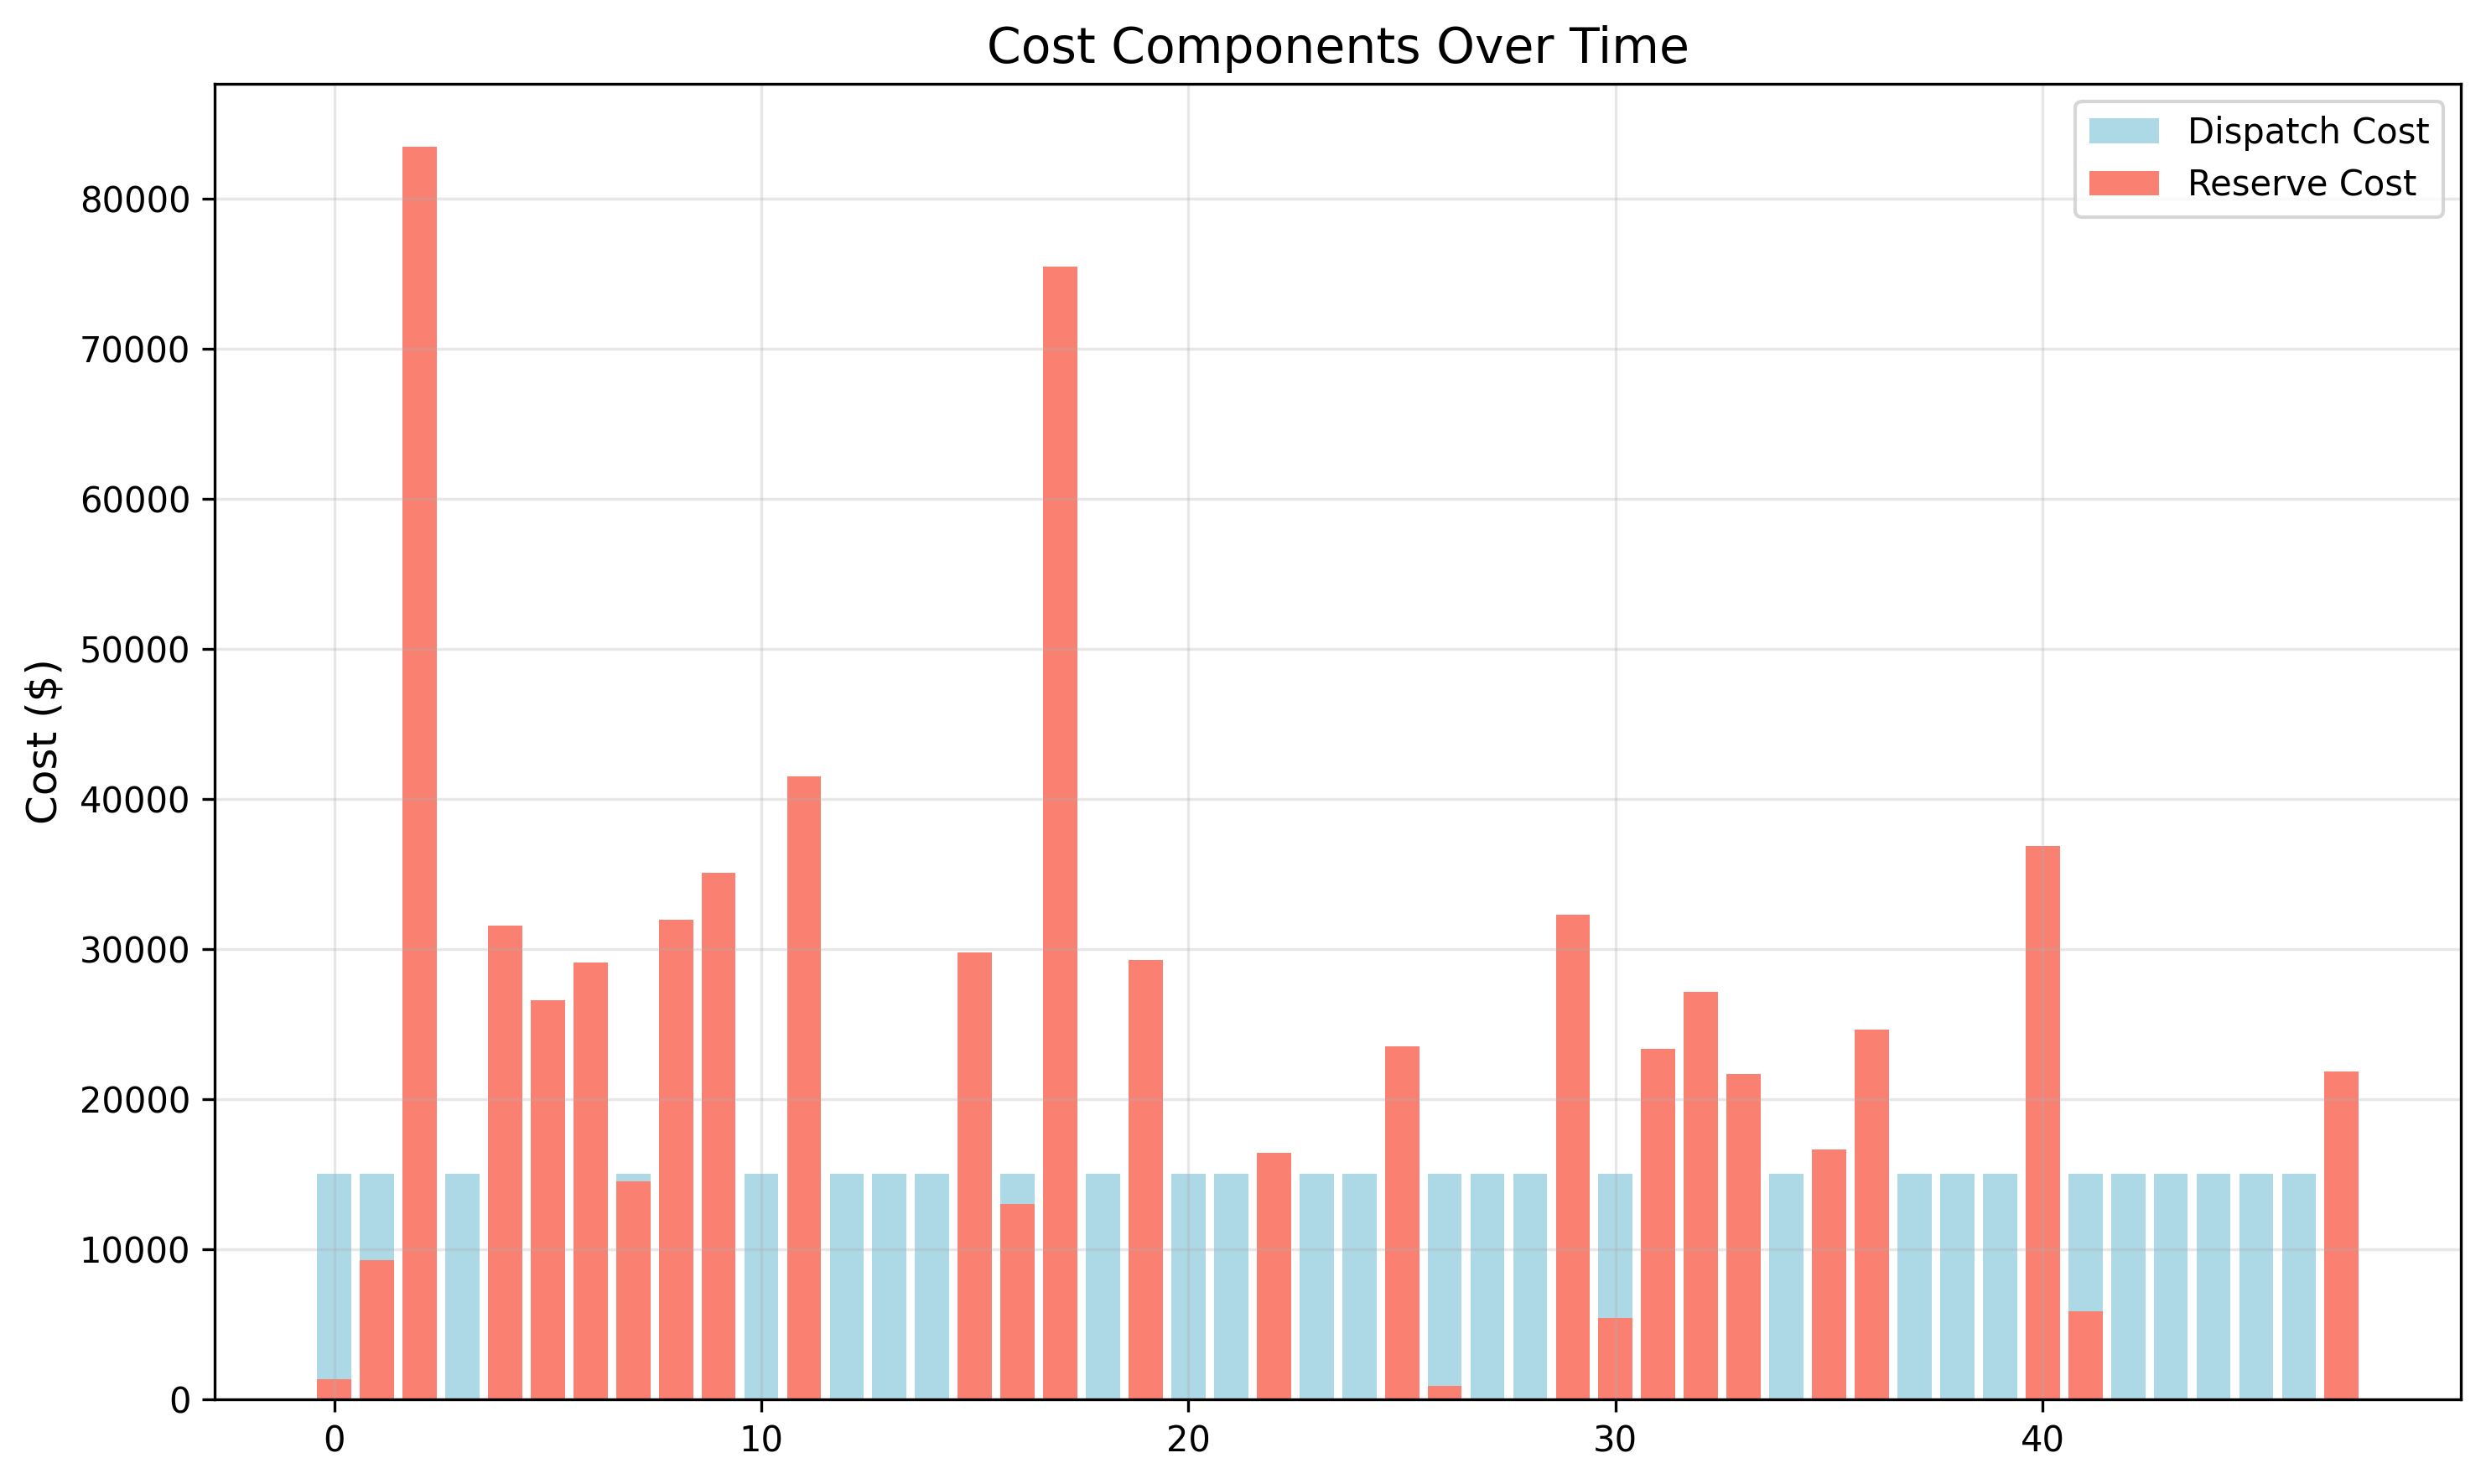 Cost Components Over Time
Dispatch Cost
Reserve Cost
Cost ($)
80000
70000
60000
50000
40000
30000
20000
10000
0
0 10 20 30 40